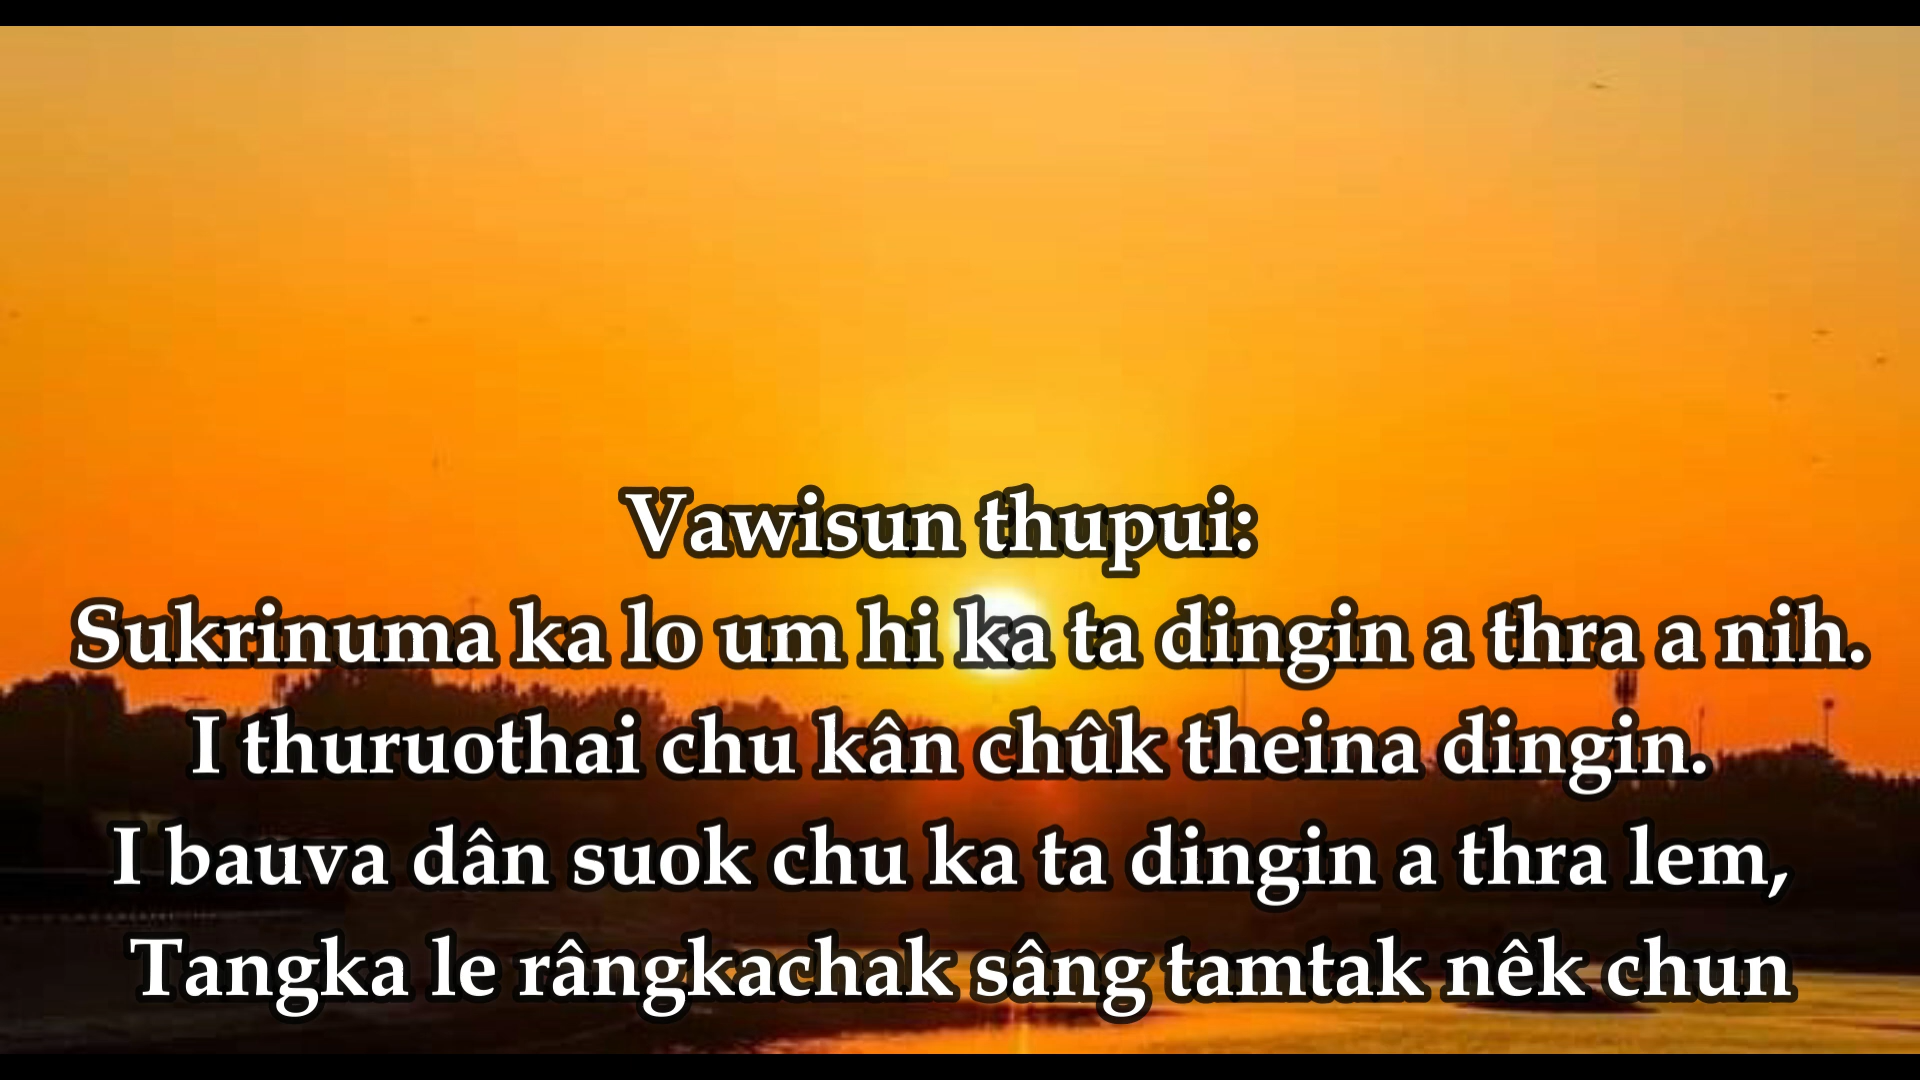 Vawisun thupui:
Sukrinuma ka lo um hi ka ta dingin a thra a nih.
I thuruothai chu kân chûk theina dingin.
I bauva dân suok chu ka ta dingin a thra lem,
Tangka le rângkachak sâng tamtak nêk chun